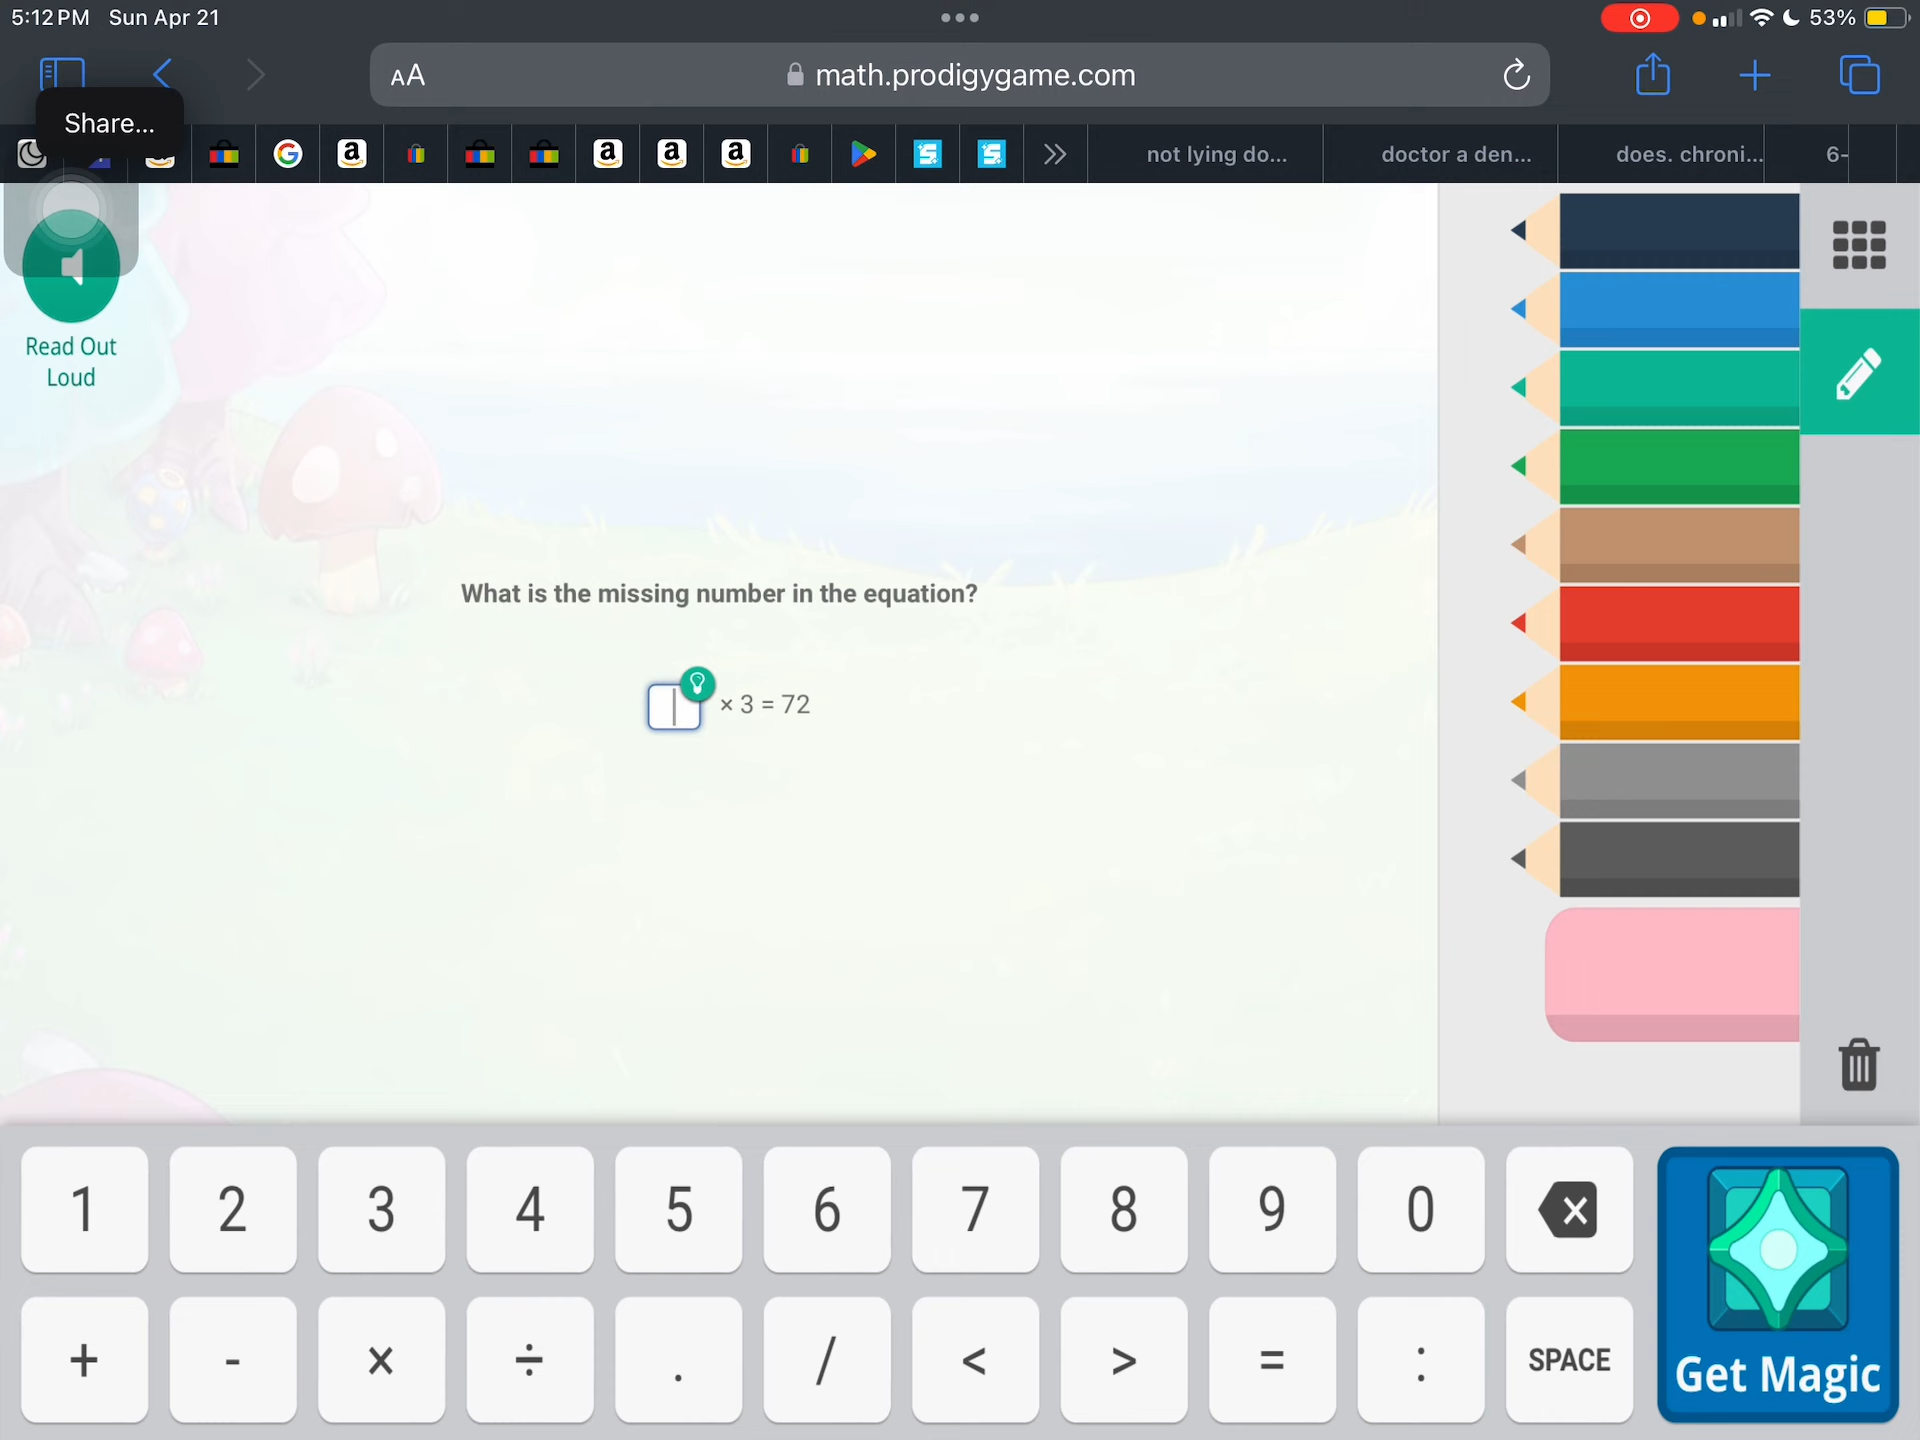 5:12 PM Sun Apr 21
53%
AA
math.prodigygame.com
Share...
not lying do...
doctor a den...
does. chroni...
6-
Read Out
Loud
What is the missing number in the equation?
× 3 = 72
1 2 3 4 5 6 7 8 9 0
+ - × ÷ . / < > = : SPACE
Get Magic